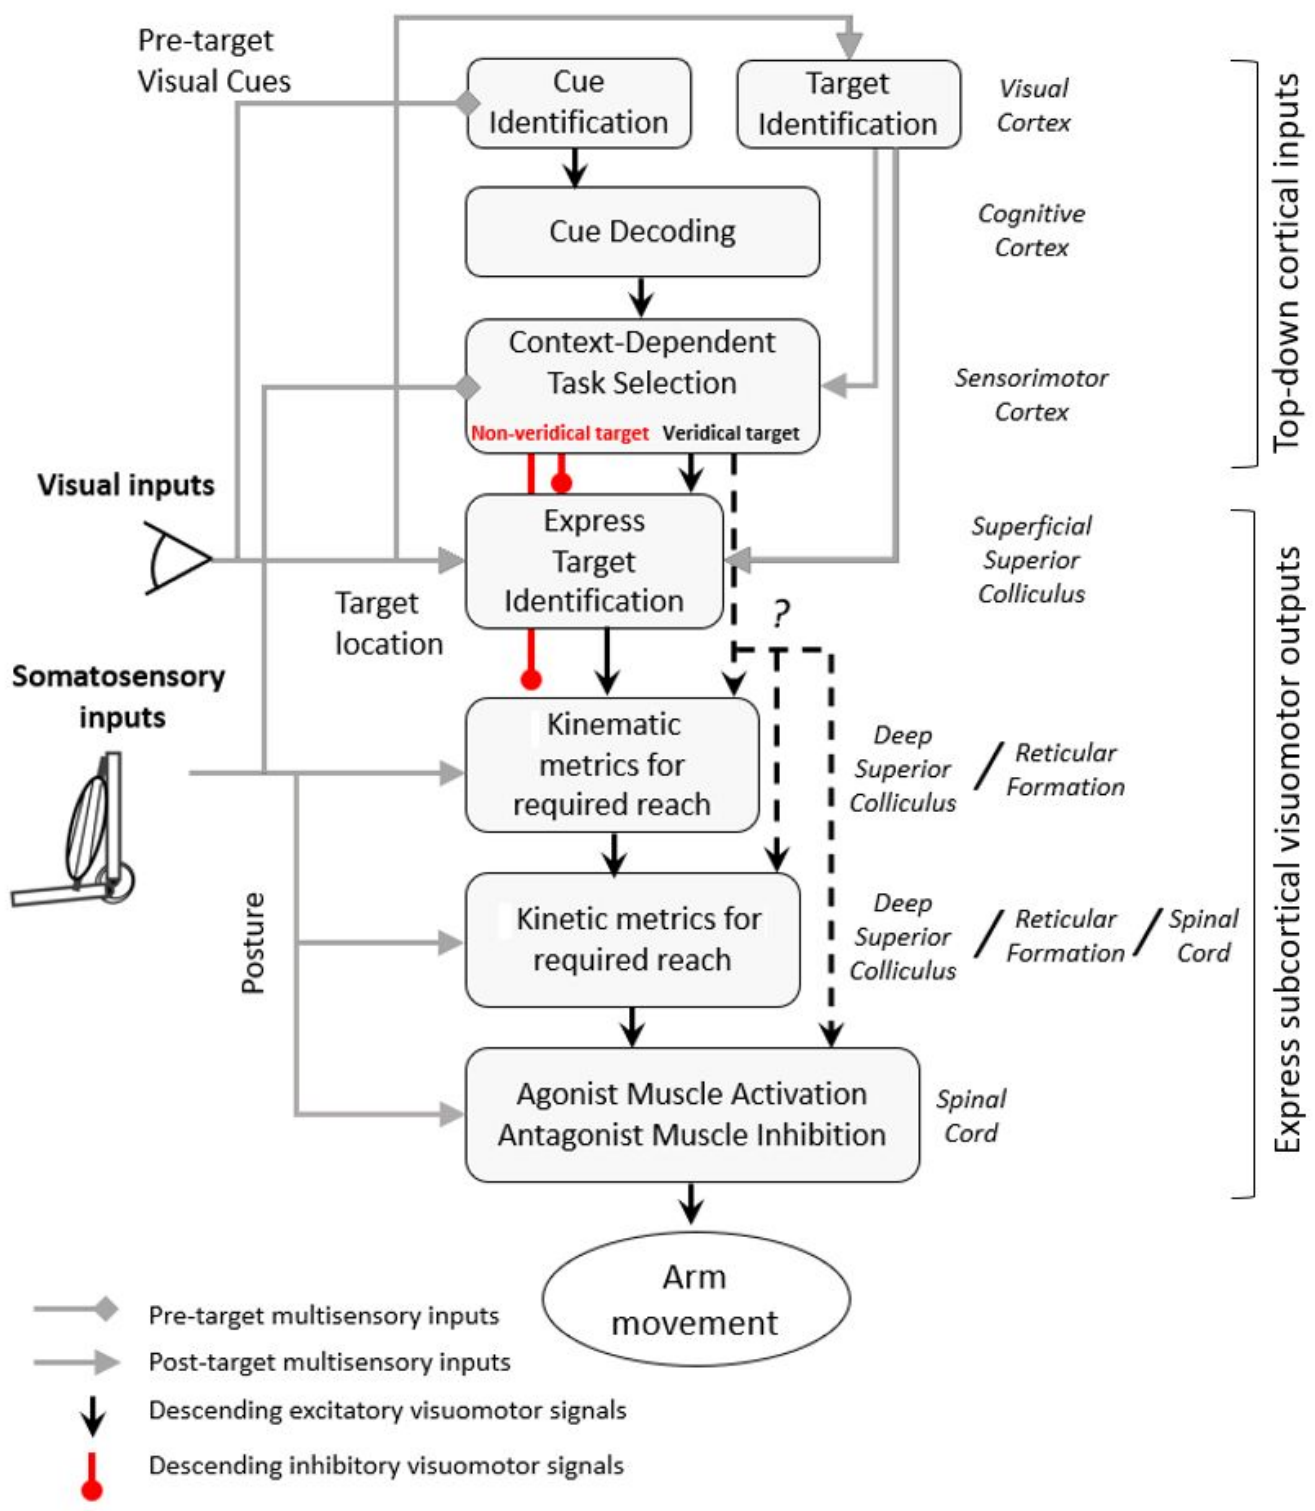 Pre-target
Visual Cues
Cue
Identification
Target
Identification
Visual
Cortex
Cue Decoding
Cognitive
Cortex
Context-Dependent
Task Selection
Non-veridical target Veridical target
Sensorimotor
Cortex
Top-down cortical inputs
Visual inputs
Express
Target
Identification
Superficial
Superior
Colliculus
Target
location
?
Somatosensory
inputs
Kinematic
metrics for
required reach
Deep
Superior
Colliculus
/
Reticular
Formation
Posture
Kinetic metrics for
required reach
Deep
Superior
Colliculus
/
Reticular
Formation
/
Spinal
Cord
Express subcortical visuomotor outputs
Agonist Muscle Activation
Antagonist Muscle Inhibition
Spinal
Cord
Arm
movement
Pre-target multisensory inputs
Post-target multisensory inputs
Descending excitatory visuomotor signals
Descending inhibitory visuomotor signals